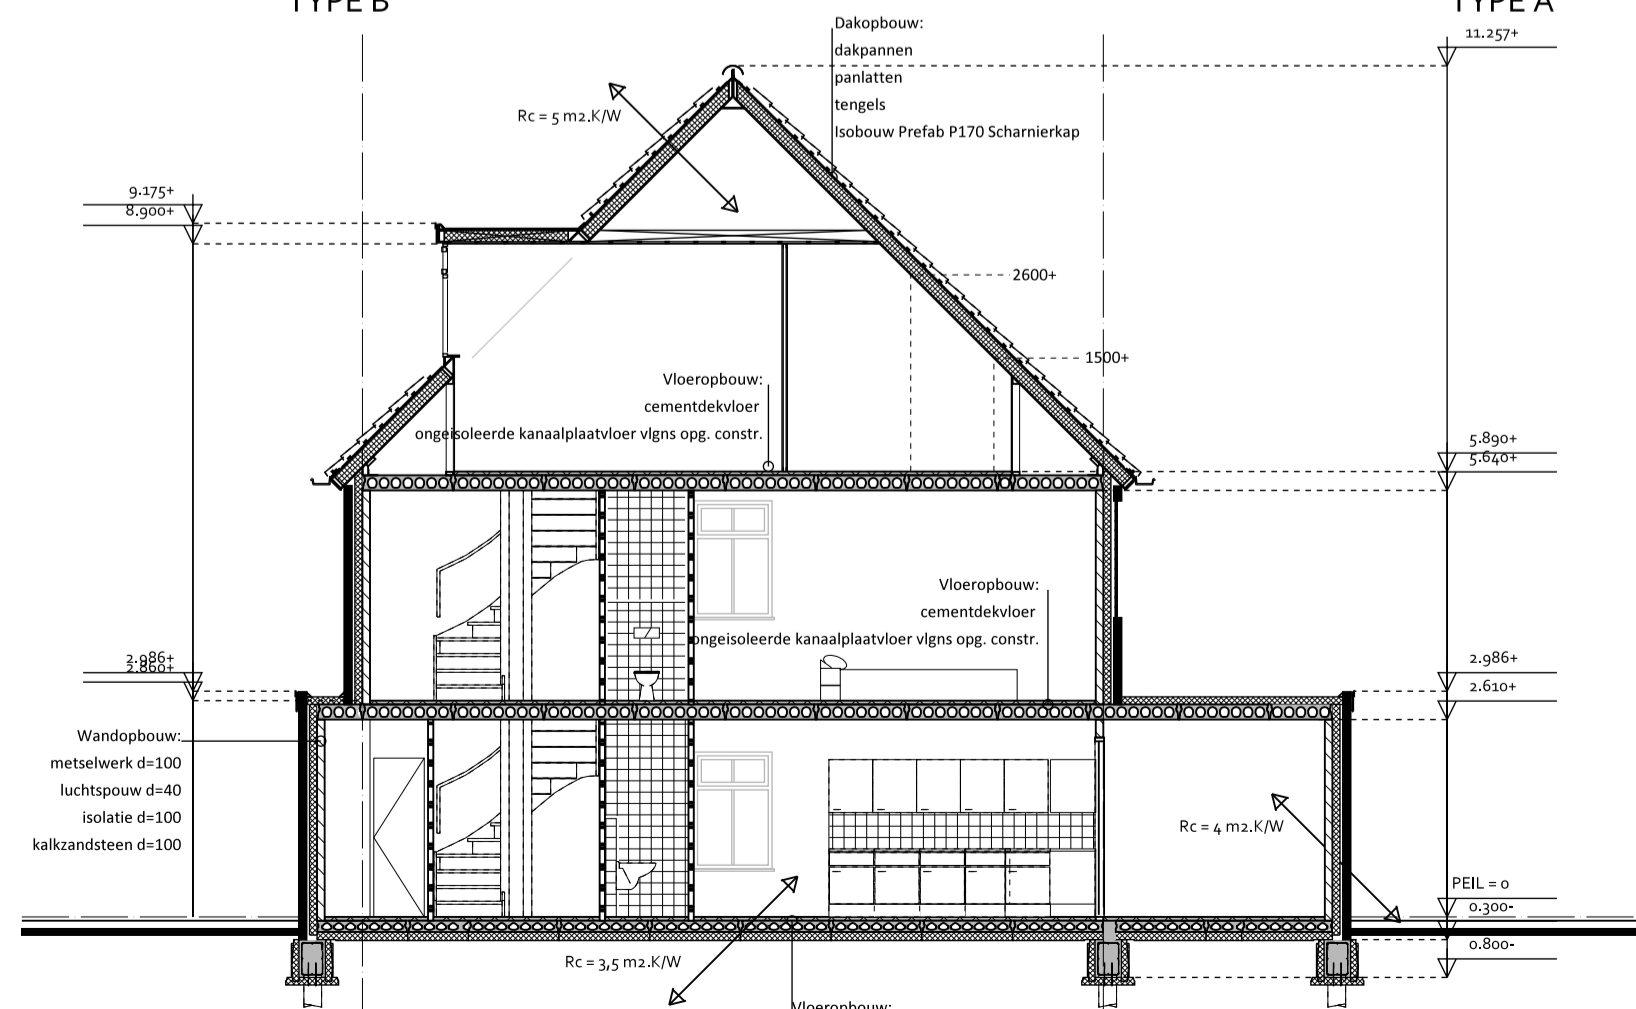 TYPE B
TYPE A
Dakopbouw:
dakpannen
panlatten
tengels
Isobouw Prefab P170 Scharnierkap
11.257+
Rc = 5 m2.K/W
9.175+
8.900+
2600+
1500+
Vloeropbouw:
cementdekvloer
ongeisoleerde kanaalplaatvloer vlgns opg. constr.
5.890+
5.640+
Vloeropbouw:
cementdekvloer
ongeisoleerde kanaalplaatvloer vlgns opg. constr.
2.986+
2.860+
2.986+
2.610+
Wandopbouw:
metselwerk d=100
luchtspouw d=40
isolatie d=100
kalkzandsteen d=100
Rc = 4 m2.K/W
PEIL = 0
0.300-
0.800-
Rc = 3,5 m2.K/W
Vloeropbouw: